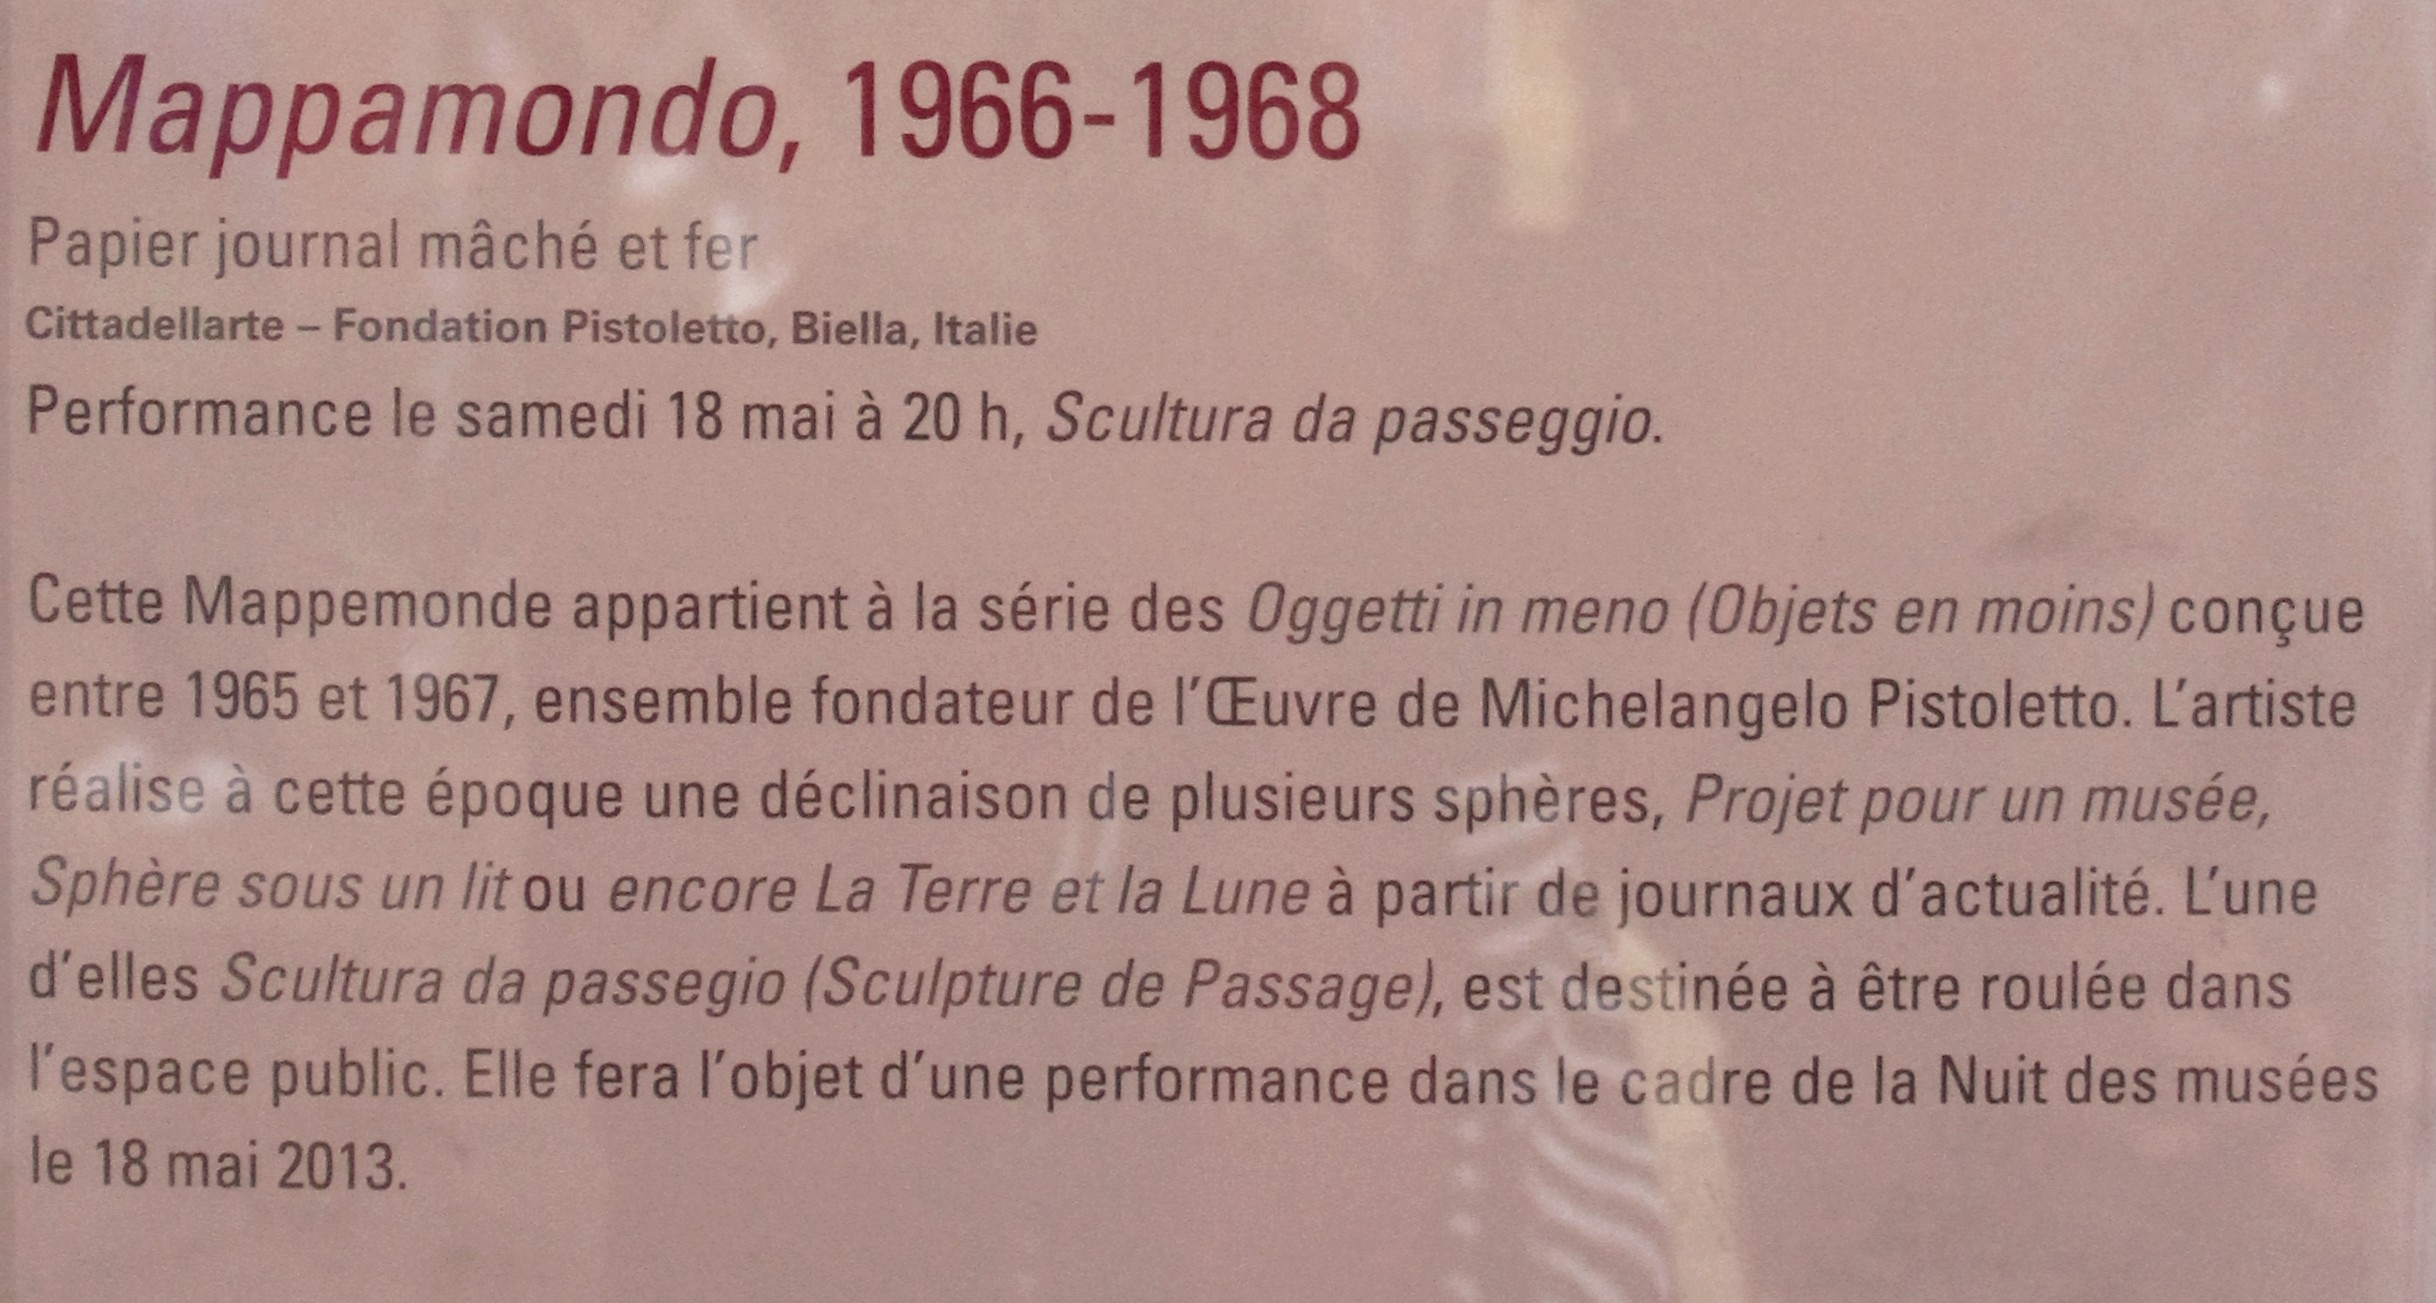 Mappamondo, 1966-1968
Papier journal mâché et fer
Cittadellarte – Fondation Pistoletto, Biella, Italie
Performance le samedi 18 mai à 20 h, Scultura da passeggio.
Cette Mappemonde appartient à la série des Oggetti in meno (Objets en moins) conçue
entre 1965 et 1967, ensemble fondateur de l'Œuvre de Michelangelo Pistoletto. L'artiste
réalise à cette époque une déclinaison de plusieurs sphères, Projet pour un musée,
Sphère sous un lit ou encore La Terre et la Lune à partir de journaux d'actualité. L'une
d'elles Scultura da passegio (Sculpture de Passage), est destinée à être roulée dans
l'espace public. Elle fera l'objet d'une performance dans le cadre de la Nuit des musées
le 18 mai 2013.